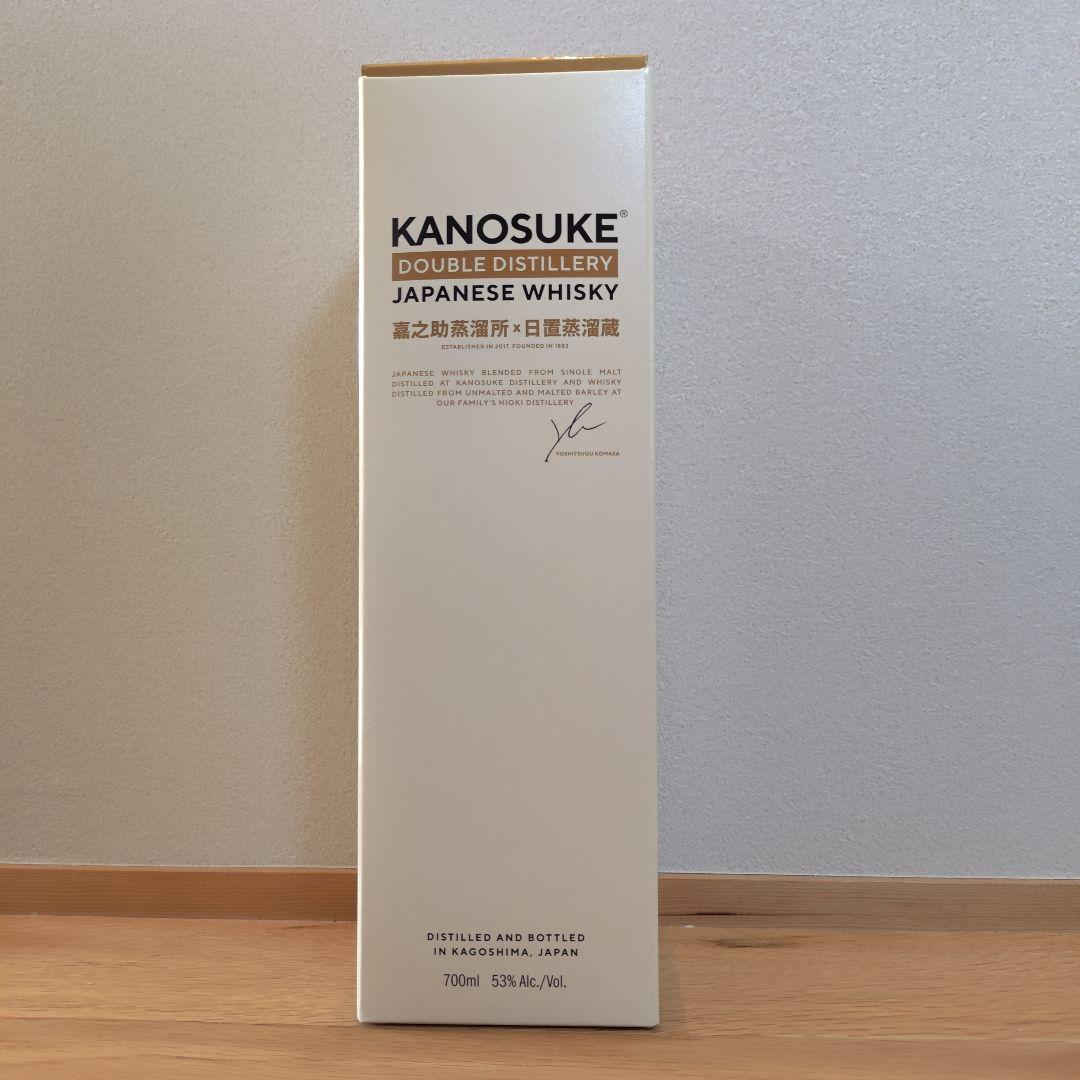 KANOSUKE®
DOUBLE DISTILLERY
JAPANESE WHISKY
嘉之助蒸溜所×日置蒸溜蔵
ESTABLISHED IN 2017, FOUNDED IN 1883
JAPANESE WHISKY BLENDED FROM SINGLE MALT
DISTILLED AT KANOSUKE DISTILLERY AND WHISKY
DISTILLED FROM UNMALTED AND MALTED BARLEY AT
OUR FAMILY'S HIOKI DISTILLERY.
YOSHITSUGU KOMASA
DISTILLED AND BOTTLED
IN KAGOSHIMA, JAPAN
700ml 53% Alc./Vol.